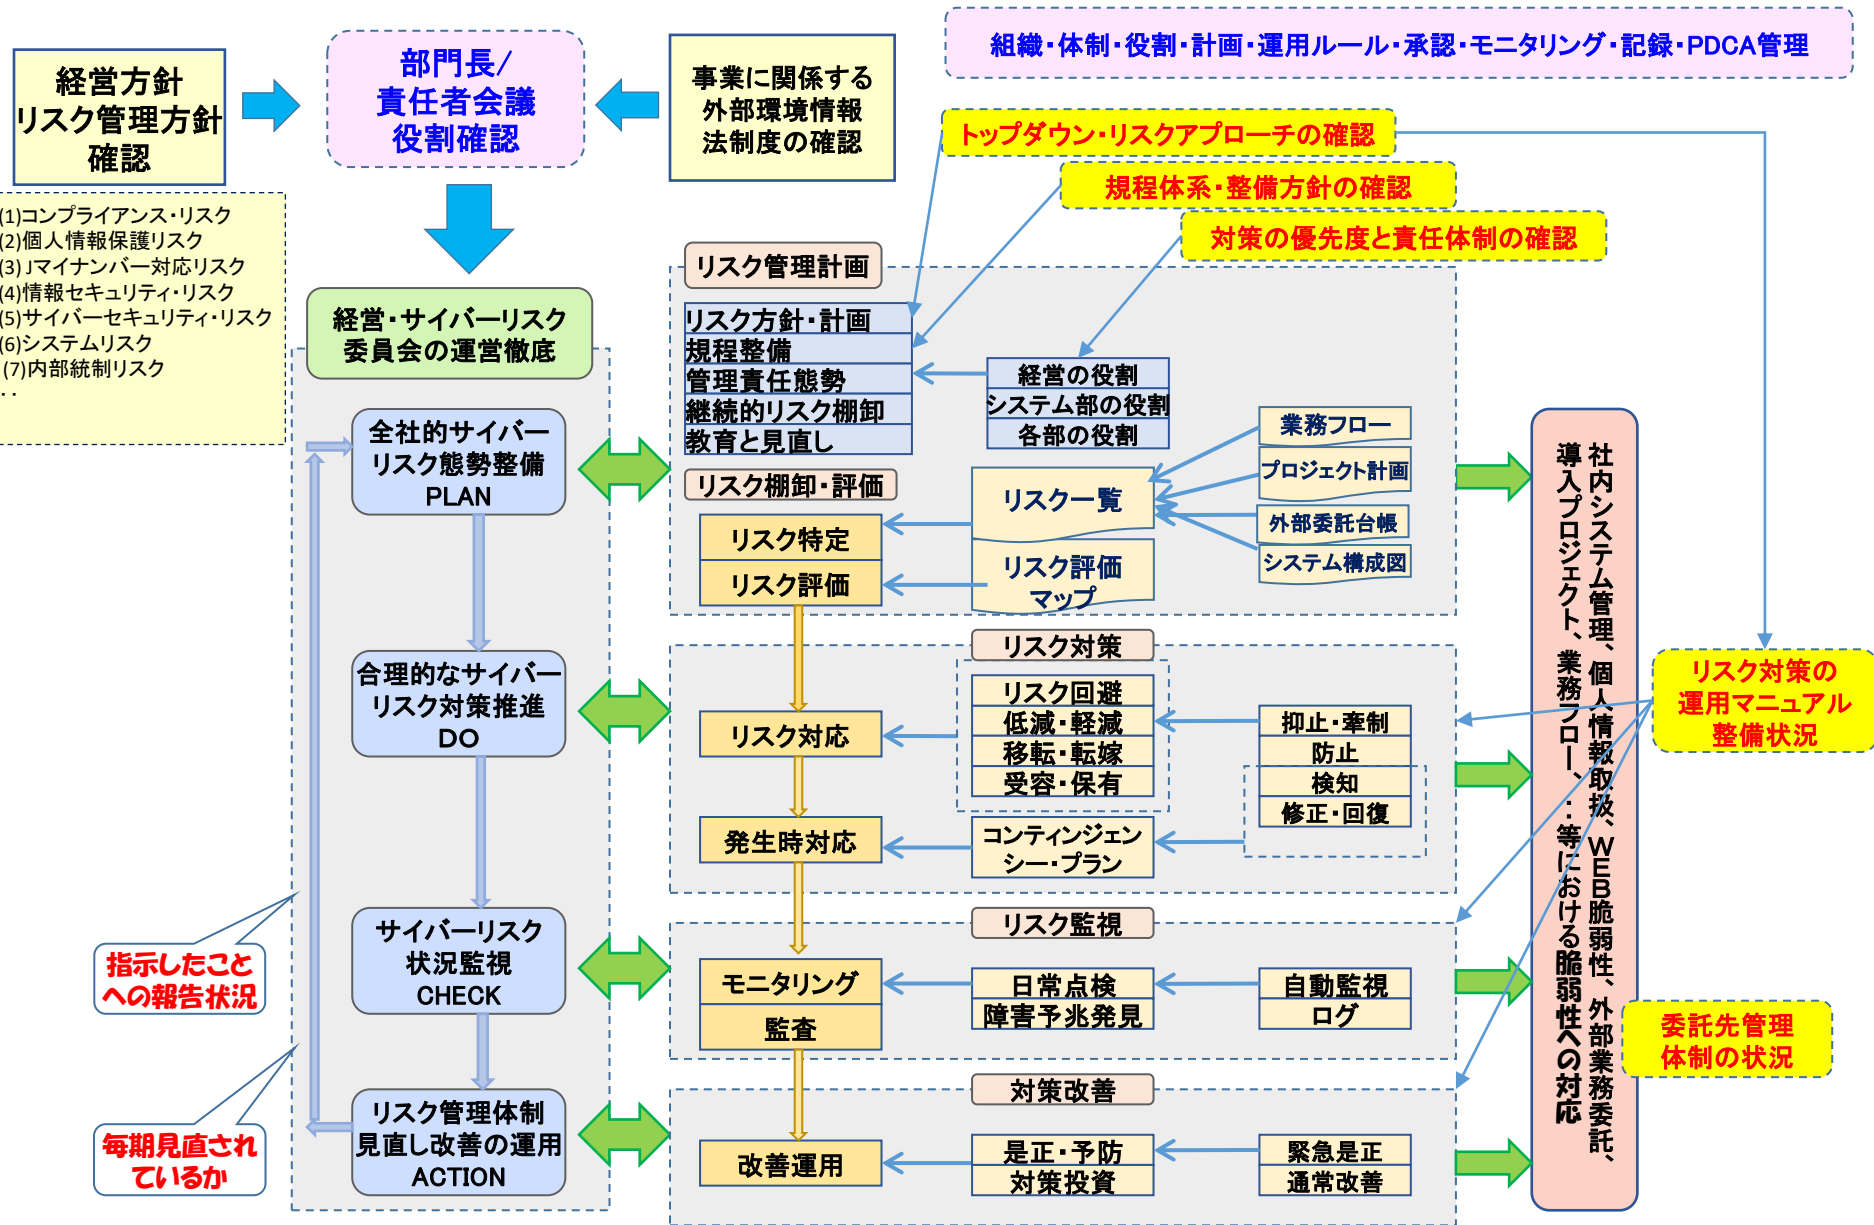 組織・体制・役割・計画・運用ルール・承認・モニタリング・記録・PDCA管理
経営方針
リスク管理方針
確認
部門長/
責任者会議
役割確認
事業に関係する
外部環境情報
法制度の確認
トップダウン・リスクアプローチの確認
規程体系・整備方針の確認
対策の優先度と責任体制の確認
(1)コンプライアンス・リスク
(2)個人情報保護リスク
(3)Jマイナンバー対応リスク
(4)情報セキュリティ・リスク
(5)サイバーセキュリティ・リスク
(6)システムリスク
(7)内部統制リスク
・・
経営・サイバーリスク
委員会の運営徹底
全社的サイバー
リスク態勢整備
PLAN
合理的なサイバー
リスク対策推進
DO
サイバーリスク
状況監視
CHECK
リスク管理体制
見直し改善の運用
ACTION
指示したこと
への報告状況
毎期見直され
ているか
リスク管理計画
リスク方針・計画
規程整備
管理責任態勢
継続的リスク棚卸
教育と見直し
経営の役割
システム部の役割
各部の役割
リスク棚卸・評価
リスク特定
リスク評価
リスク一覧
リスク評価
マップ
業務フロー
プロジェクト計画
外部委託台帳
システム構成図
リスク対策
リスク対応
リスク回避
低減・軽減
移転・転嫁
受容・保有
抑止・牽制
防止
検知
修正・回復
発生時対応
コンティンジェン
シー・プラン
リスク監視
モニタリング
監査
日常点検
障害予兆発見
自動監視
ログ
対策改善
改善運用
是正・予防
対策投資
緊急是正
通常改善
社内システム管理、個人情報取扱、WEB脆弱性、外部業務委託、
導入プロジェクト、業務フロー、・・等における脆弱性への対応
リスク対策の
運用マニュアル
整備状況
委託先管理
体制の状況